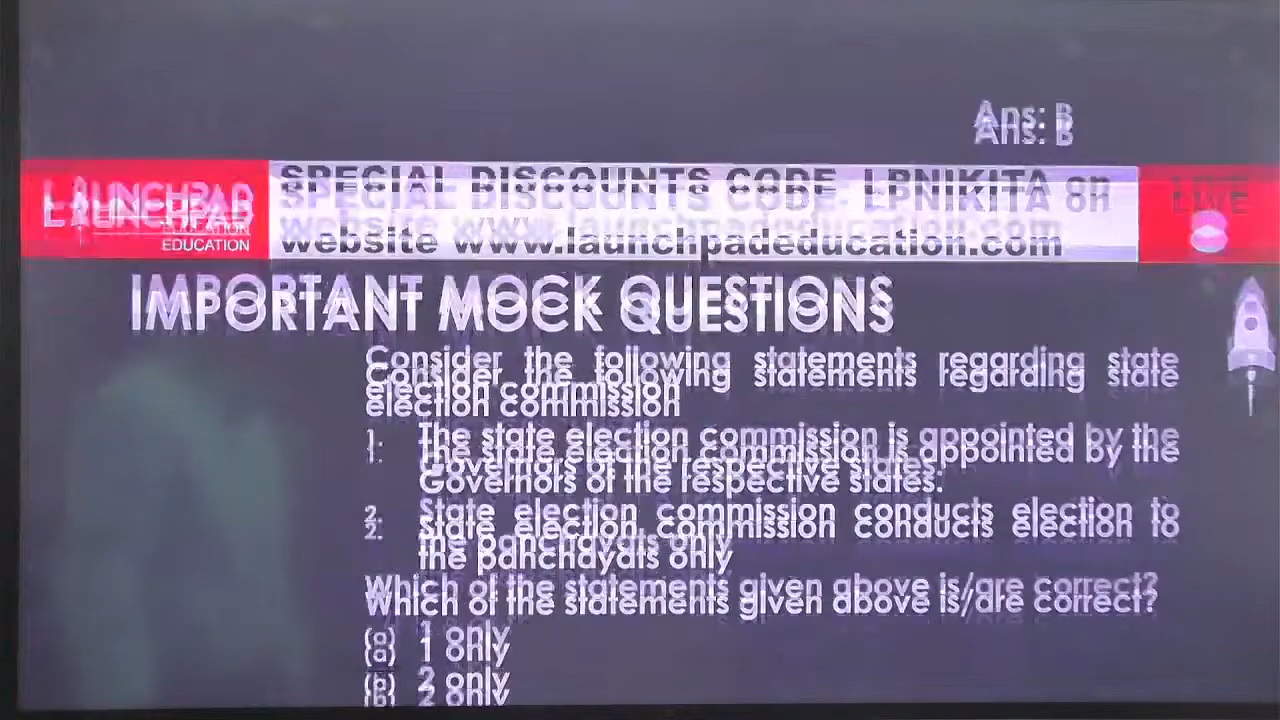 Ans: B
LAUNCHPAD
EDUCATION
SPECIAL DISCOUNTS CODE LPNIKITA on
website www.launchpadeducation.com
LIVE
IMPORTANT MOCK QUESTIONS
Consider the following statements regarding state
election commission
1. The state election commission is appointed by the
Governors of the respective states.
2. State election commission conducts election to
the panchayats only
Which of the statements given above is/are correct?
(a) 1 only
(b) 2 only